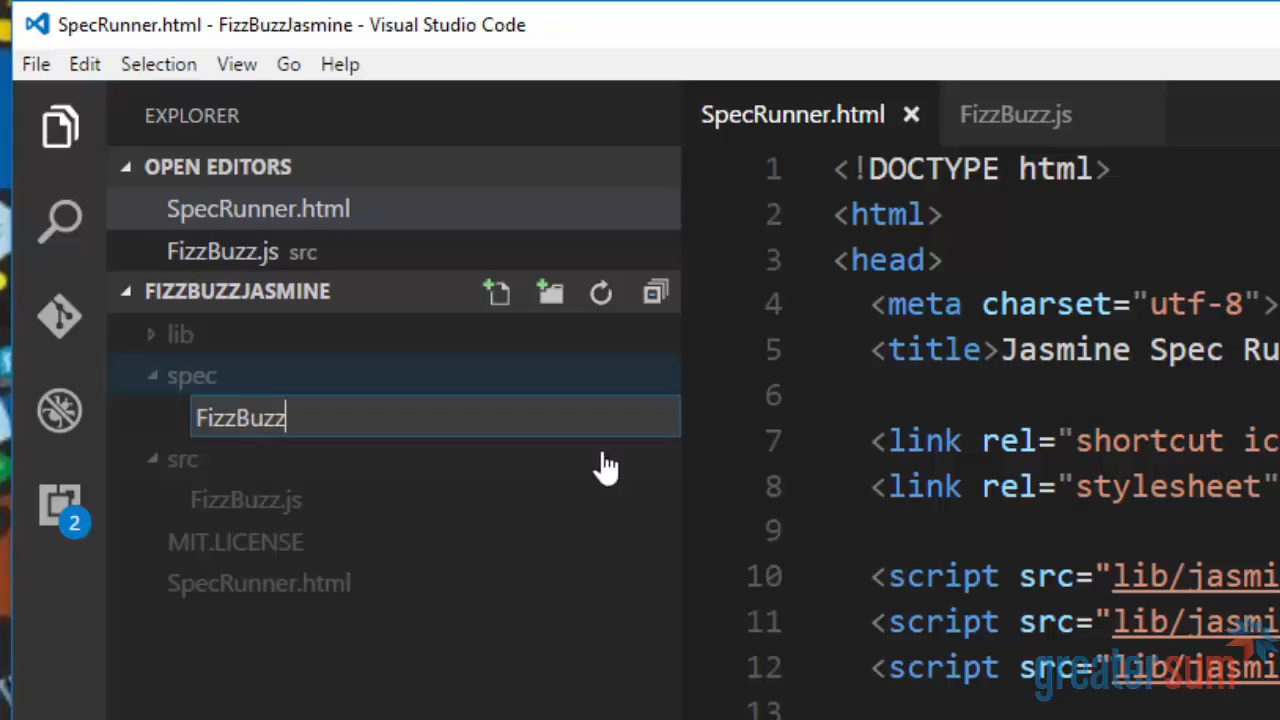 SpecRunner.html - FizzBuzzJasmine - Visual Studio Code
File Edit Selection View Go Help
EXPLORER
OPEN EDITORS
SpecRunner.html
FizzBuzz.js src
FIZZBUZZJASMINE
lib
spec
FizzBuzz
src
FizzBuzz.js
MIT.LICENSE
SpecRunner.html
2
SpecRunner.html FizzBuzz.js
1 <!DOCTYPE html>
2 <html>
3 <head>
4 <meta charset="utf-8">
5 <title>Jasmine Spec Ru
6
7 <link rel="shortcut ic
8 <link rel="stylesheet"
9
10 <script src="lib/jasmi
11 <script src="lib/jasmi
12 <script src="lib/jasmi
13
greater sum